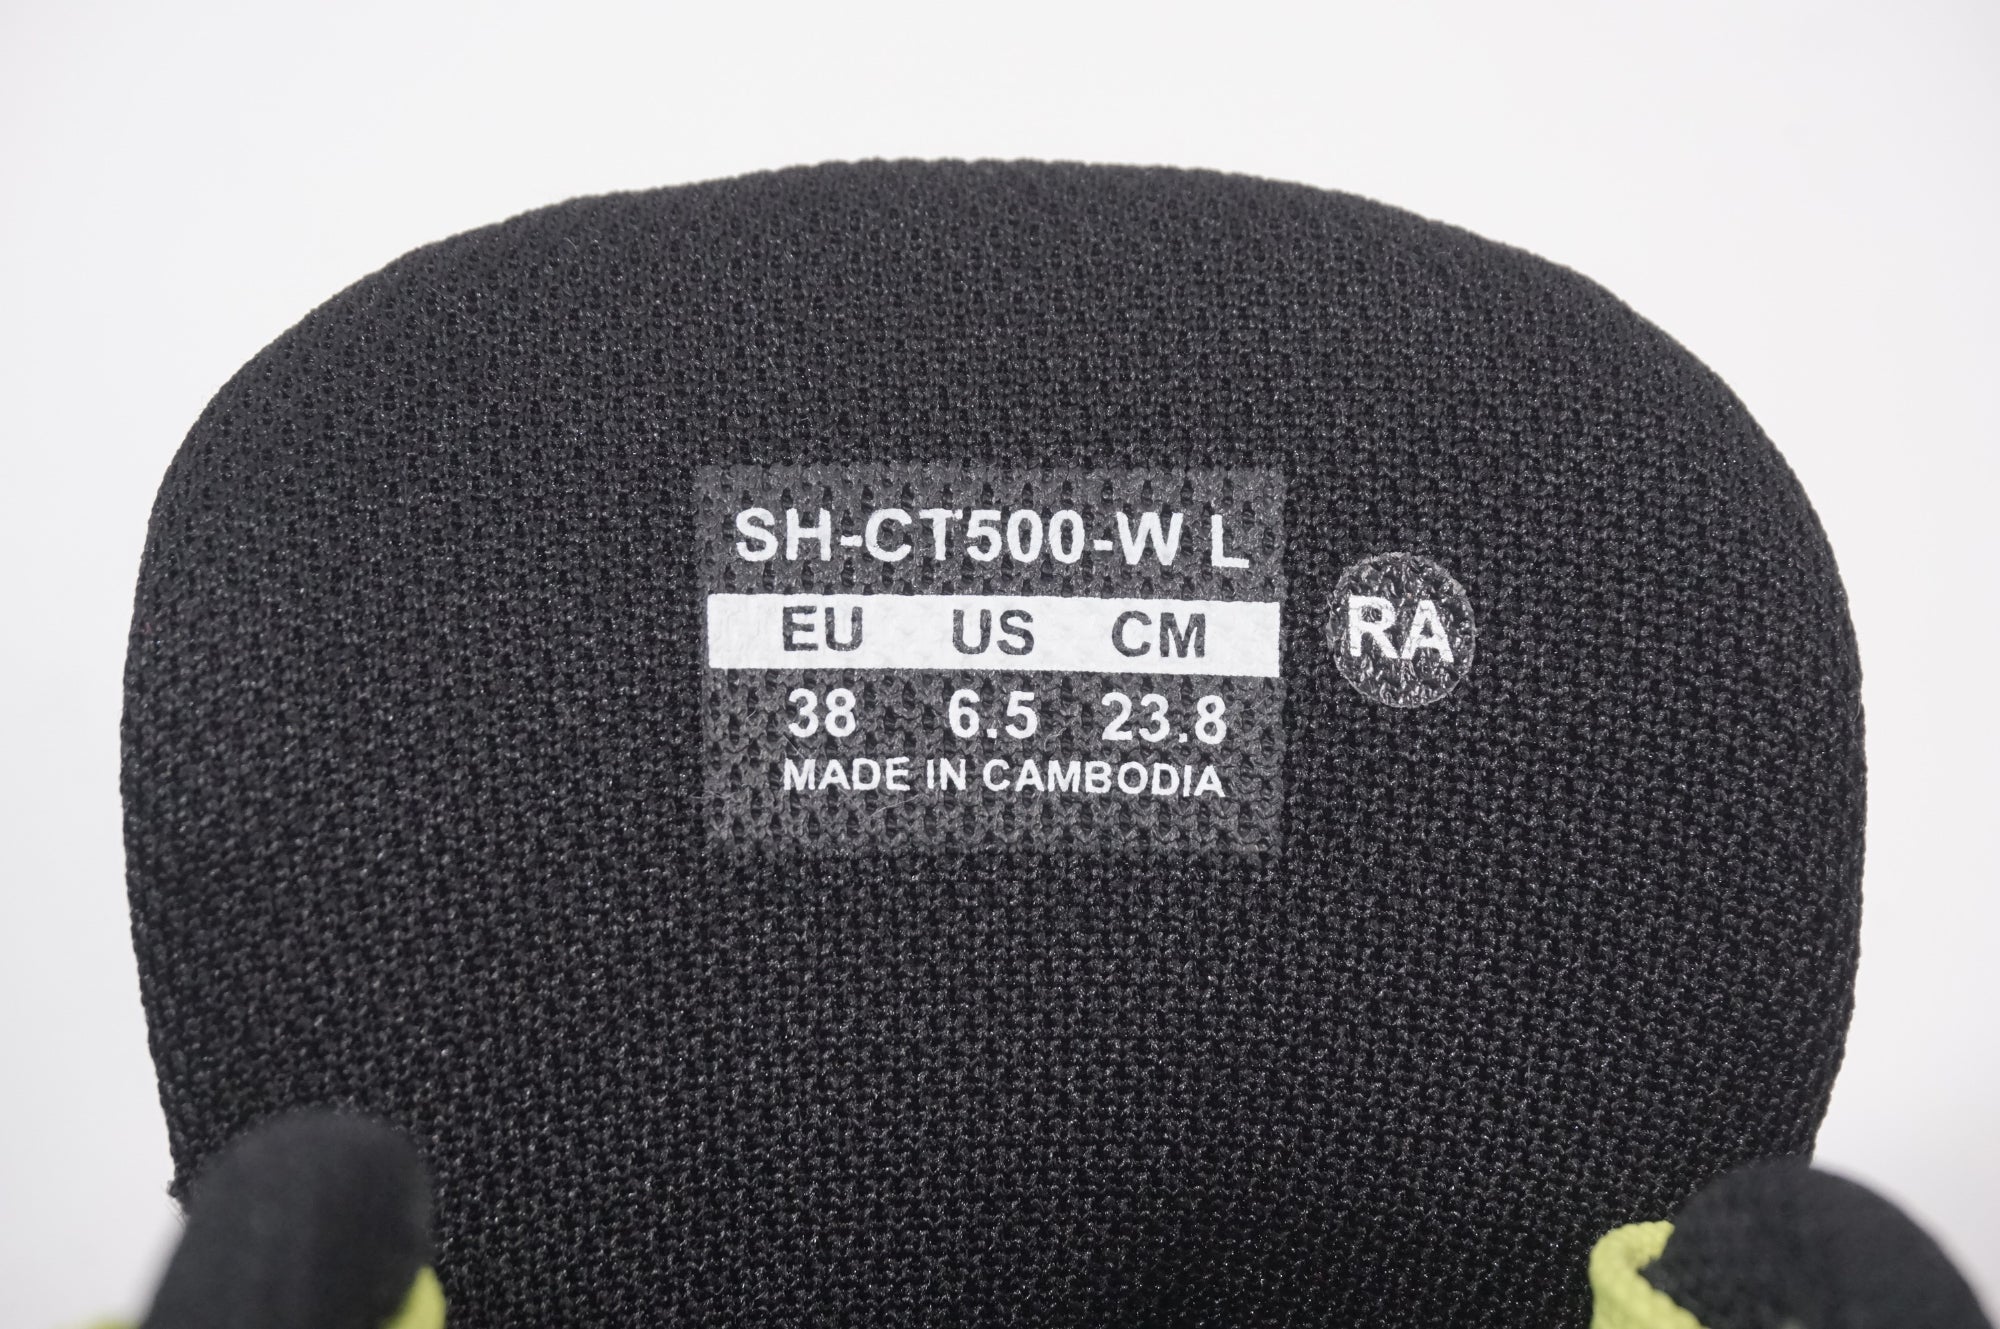 SH-CT500-W L
EU US CM
38 6.5 23.8
MADE IN CAMBODIA
RA